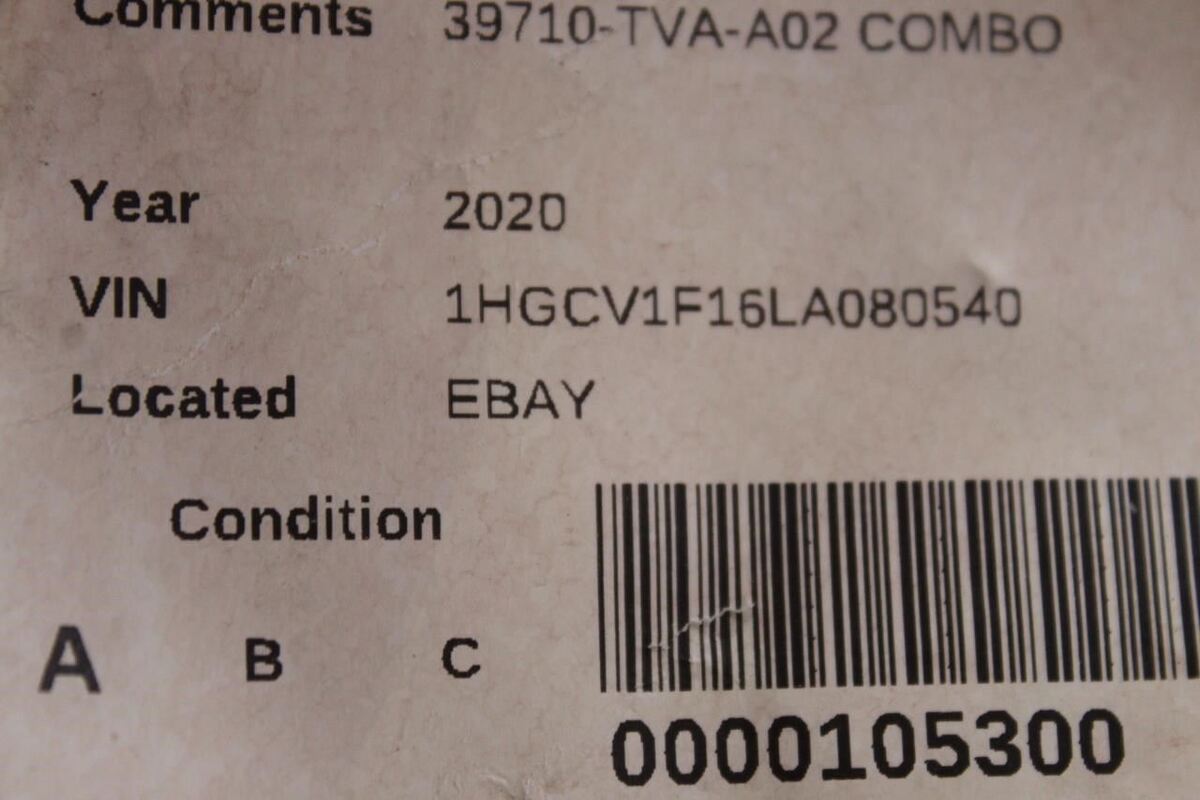 Comments 39710-TVA-A02 COMBO
Year 2020
VIN 1HGCV1F16LA080540
Located EBAY
Condition
A B C
0000105300